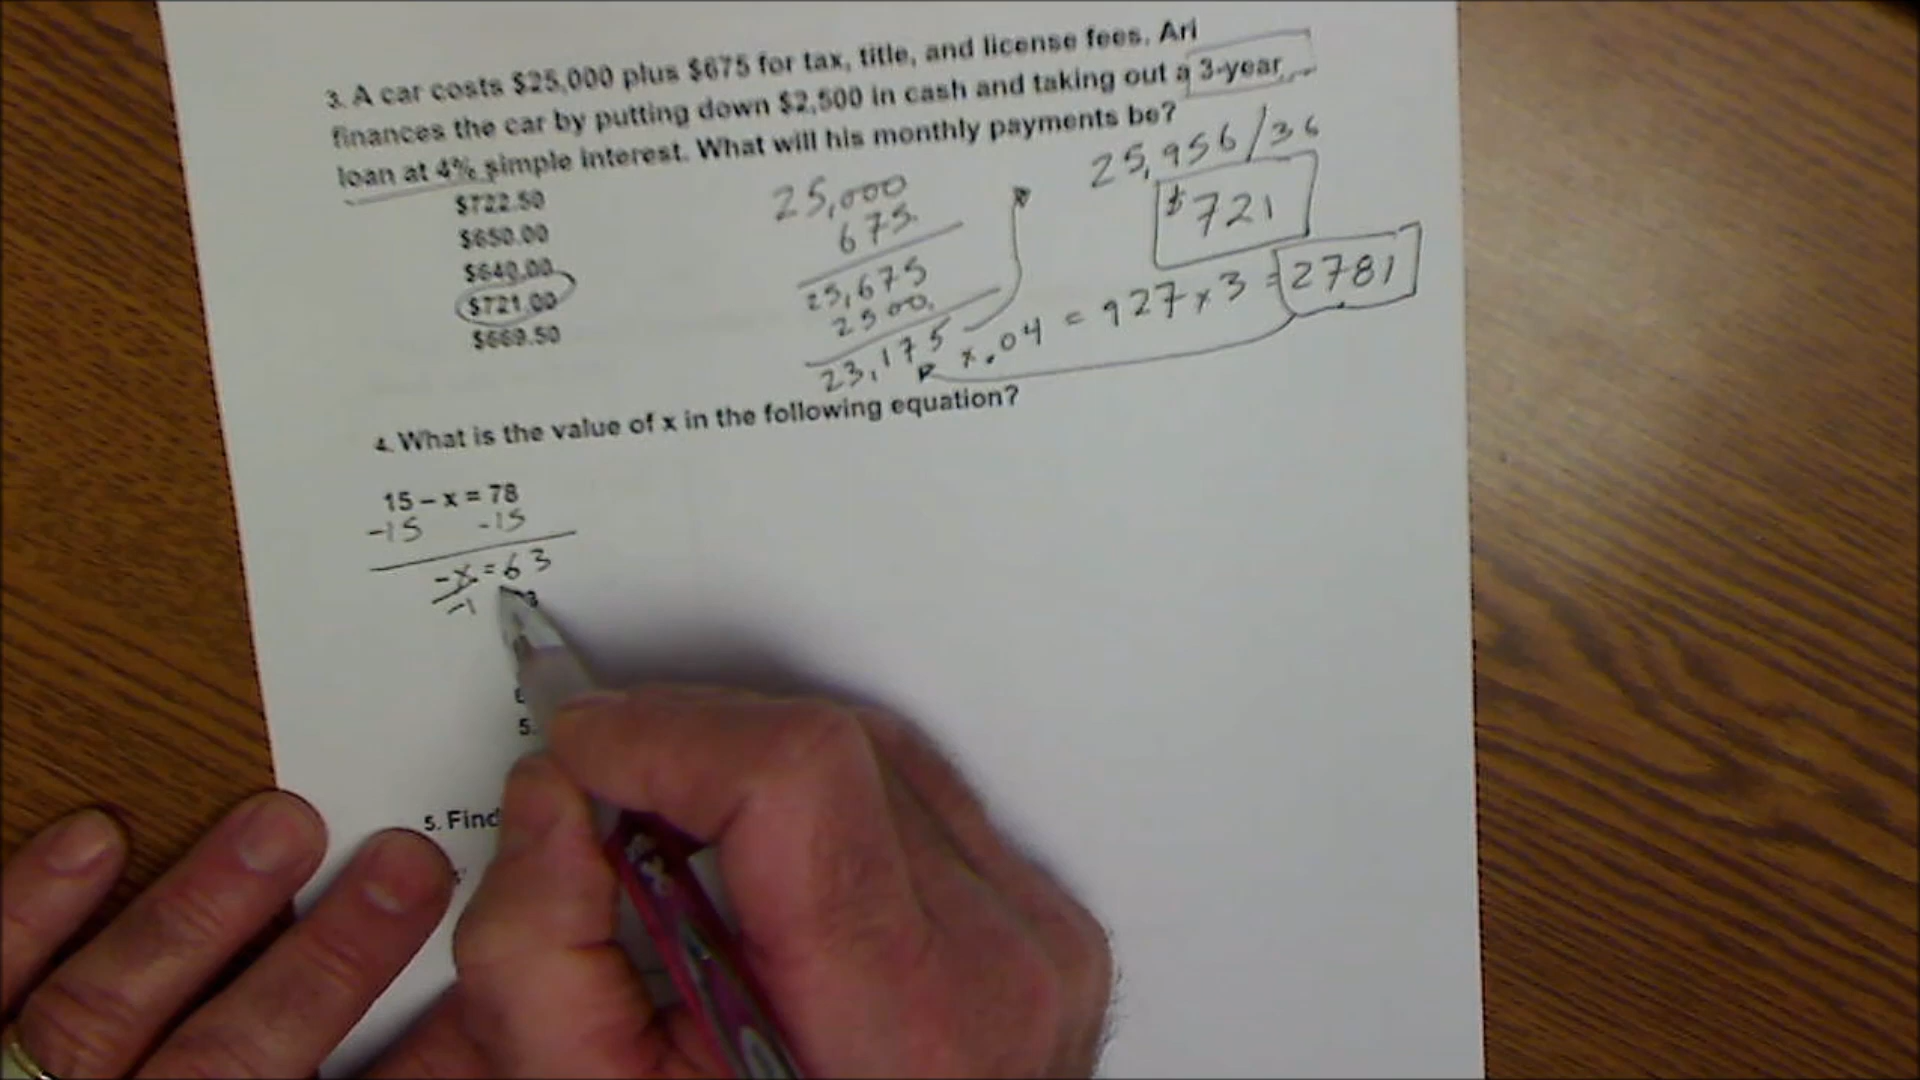 3. A car costs $25,000 plus $675 for tax, title, and license fees. Ari
finances the car by putting down $2,500 in cash and taking out a 3-year
loan at 4% simple interest. What will his monthly payments be?
$722.50
$650.00
$640.00
$721.00
$669.50
25,000
675
25,675
2500
23,175 x .04 = 927 x 3 = 2781
25,956/36
$721
4. What is the value of x in the following equation?
15 – x = 78
-15 -15
-x = 63
-1
5.
5. Find